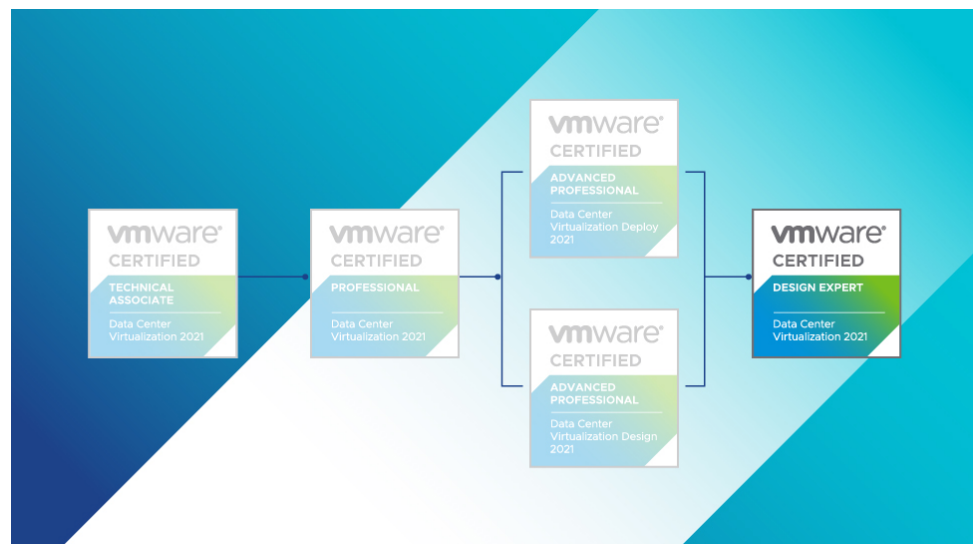 vmware®
CERTIFIED
TECHNICAL
ASSOCIATE
Data Center
Virtualization 2021
vmware®
CERTIFIED
PROFESSIONAL
Data Center
Virtualization 2021
vmware®
CERTIFIED
ADVANCED
PROFESSIONAL
Data Center
Virtualization Deploy
2021
vmware®
CERTIFIED
ADVANCED
PROFESSIONAL
Data Center
Virtualization Design
2021
vmware®
CERTIFIED
DESIGN EXPERT
Data Center
Virtualization 2021